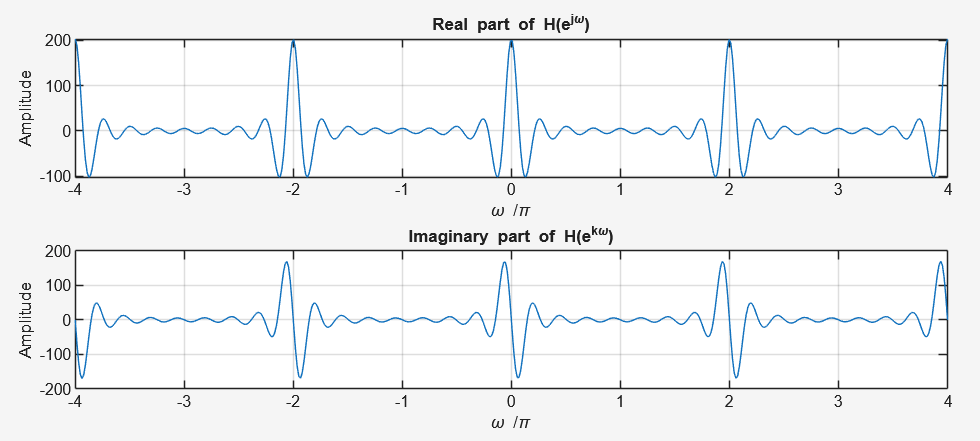 Real part of H(e^jω)
200
100
0
-100
Amplitude
-4 -3 -2 -1 0 1 2 3 4
ω /π
Imaginary part of H(e^kω)
200
100
0
-100
-200
Amplitude
-4 -3 -2 -1 0 1 2 3 4
ω /π